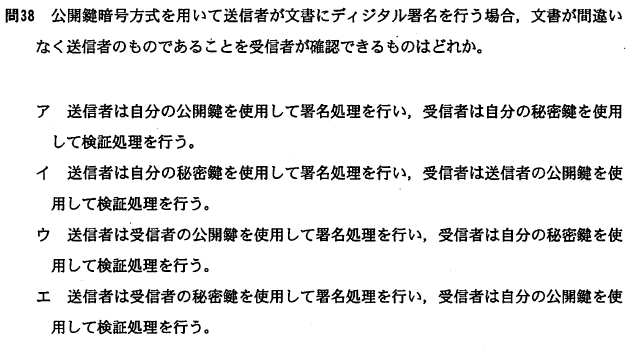 問38 公開鍵暗号方式を用いて送信者が文書にディジタル署名を行う場合,文書が間違い
なく送信者のものであることを受信者が確認できるものはどれか。
ア 送信者は自分の公開鍵を使用して署名処理を行い,受信者は自分の秘密鍵を使用
して検証処理を行う。
イ 送信者は自分の秘密鍵を使用して署名処理を行い,受信者は送信者の公開鍵を使
用して検証処理を行う。
ウ 送信者は受信者の公開鍵を使用して署名処理を行い,受信者は自分の秘密鍵を使
用して検証処理を行う。
エ 送信者は受信者の秘密鍵を使用して署名処理を行い,受信者は自分の公開鍵を使
用して検証処理を行う。